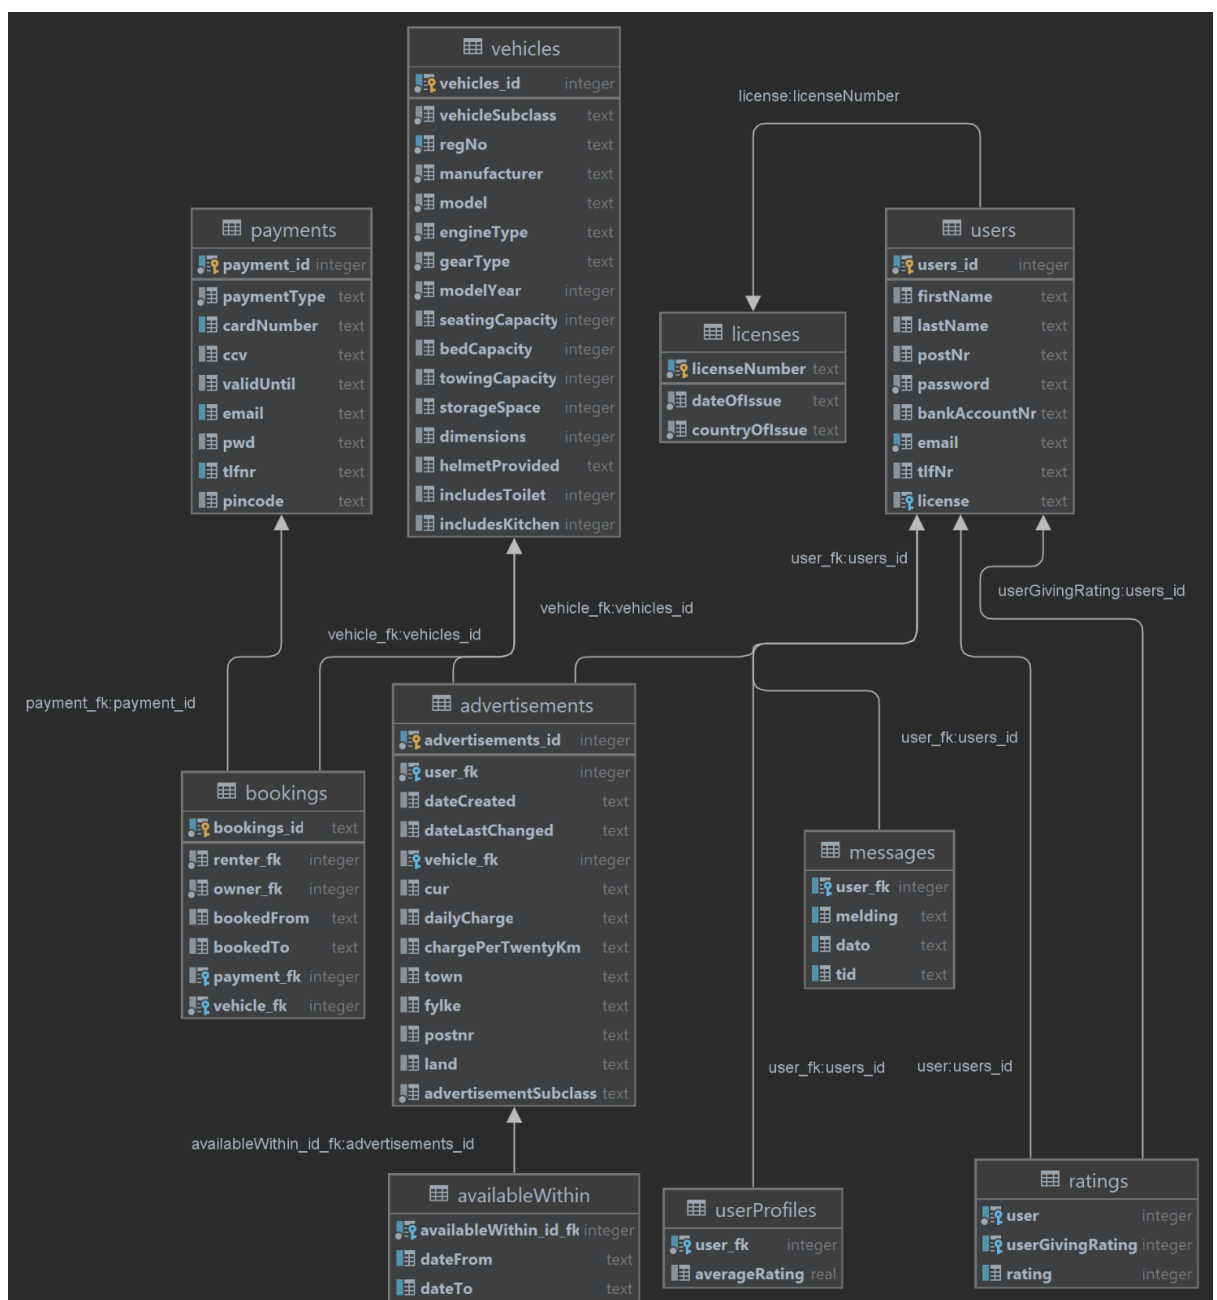 vehicles
vehicles_id integer
vehicleSubclass text
regNo text
manufacturer text
model text
engineType text
gearType text
modelYear integer
seatingCapacity integer
bedCapacity integer
towingCapacity integer
storageSpace integer
dimensions integer
helmetProvided text
includesToilet integer
includesKitchen integer
license:licenseNumber
payments
payment_id integer
paymentType text
cardNumber text
ccv text
validUntil text
email text
pwd text
tlfnr text
pincode text
users
users_id integer
firstName text
lastName text
postNr text
password text
bankAccountNr text
email text
tlfNr text
license text
licenses
licenseNumber text
dateOfIssue text
countryOfIssue text
user_fk:users_id
userGivingRating:users_id
vehicle_fk:vehicles_id
vehicle_fk:vehicles_id
payment_fk:payment_id
advertisements
advertisements_id integer
user_fk integer
dateCreated text
dateLastChanged text
vehicle_fk integer
cur text
dailyCharge text
chargePerTwentyKm text
town text
fylke text
postnr text
land text
advertisementSubclass text
user_fk:users_id
bookings
bookings_id text
renter_fk integer
owner_fk integer
bookedFrom text
bookedTo text
payment_fk integer
vehicle_fk integer
messages
user_fk integer
melding text
dato text
tid text
user_fk:users_id
user:users_id
availableWithin_id_fk:advertisements_id
availableWithin
availableWithin_id_fk integer
dateFrom text
dateTo text
userProfiles
user_fk integer
averageRating real
ratings
user integer
userGivingRating integer
rating integer